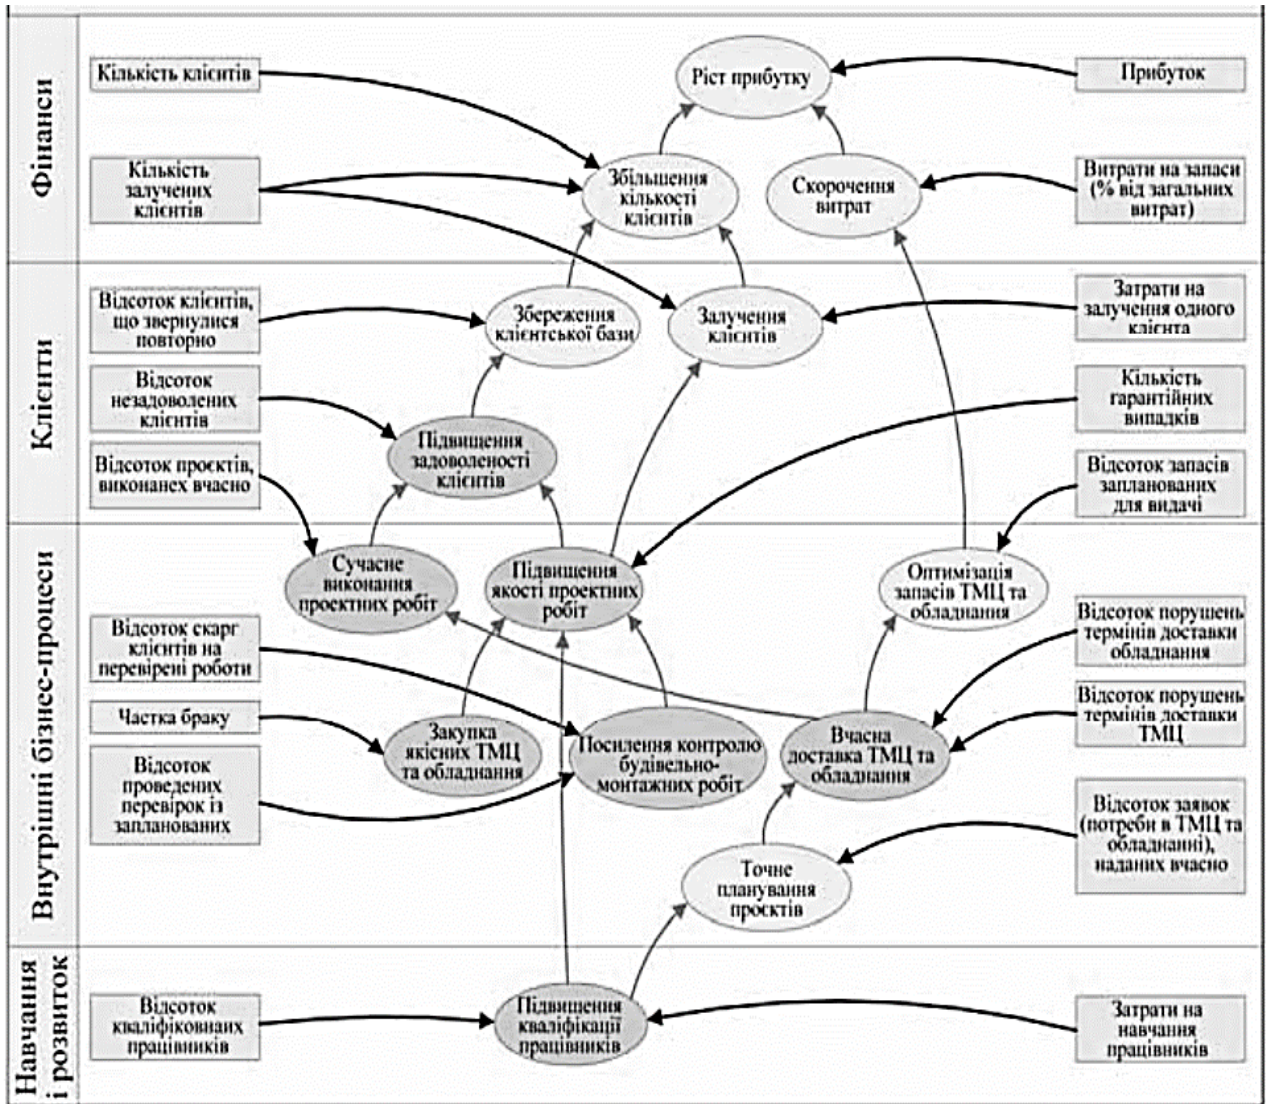 Фінанси
Кількість клієнтів
Кількість
залучених
клієнтів
Ріст прибутку
Збільшення
кількості
клієнтів
Скорочення
витрат
Прибуток
Витрати на запаси
(% від загальних
витрат)
Клієнти
Відсоток клієнтів,
що звернулися
повторно
Відсоток
незадоволених
клієнтів
Відсоток проєктів,
виконанех вчасно
Збереження
клієнтської бази
Залучення
клієнтів
Підвищення
задоволеності
клієнтів
Затрати на
залучення одного
клієнта
Кількість
гарантійних
випадків
Відсоток запасів
запланованих
для видачі
Внутрішні бізнес-процеси
Сучасне
виконання
проектних робіт
Підвищення
якості проектних
робіт
Оптимізація
запасів ТМЦ та
обладнання
Відсоток скарг
клієнтів на
перевірені роботи
Частка браку
Відсоток
проведених
перевірок із
запланованих
Закупка
якісних ТМЦ
та обладнання
Посилення контролю
будівельно-
монтажних робіт
Вчасна
доставка ТМЦ та
обладнання
Точне
планування
проєктів
Відсоток порушень
термінів доставки
обладнання
Відсоток порушень
термінів доставки
ТМЦ
Відсоток заявок
(потреби в ТМЦ та
обладнанні),
наданих вчасно
Навчання
і розвиток
Відсоток
кваліфіковнаих
працівників
Підвищення
кваліфікації
працівників
Затрати на
навчання
працівників